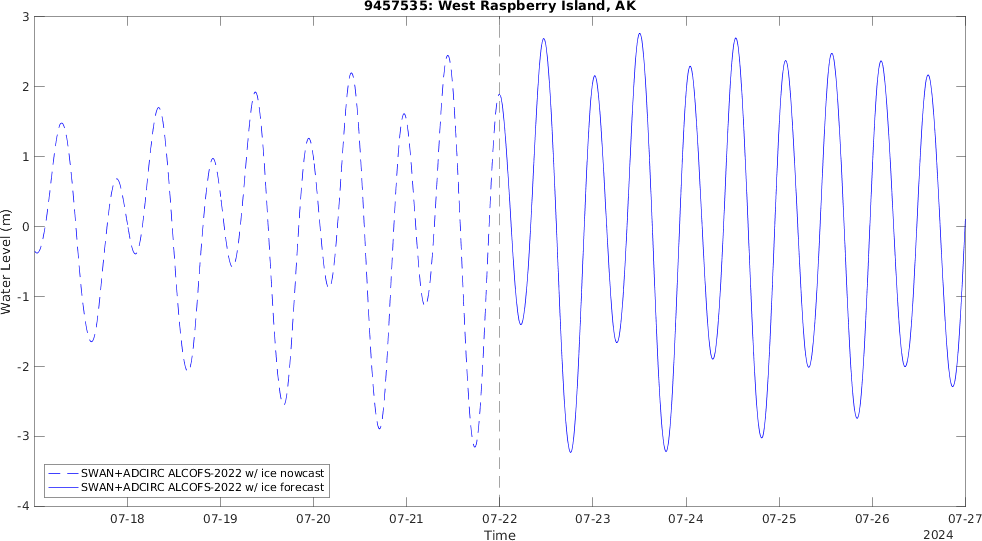 9457535: West Raspberry Island, AK
3
2
1
0
-1
-2
-3
-4
Water Level (m)
SWAN+ADCIRC ALCOFS-2022 w/ ice nowcast
SWAN+ADCIRC ALCOFS-2022 w/ ice forecast
07-18 07-19 07-20 07-21 07-22 07-23 07-24 07-25 07-26 07-27
Time
2024